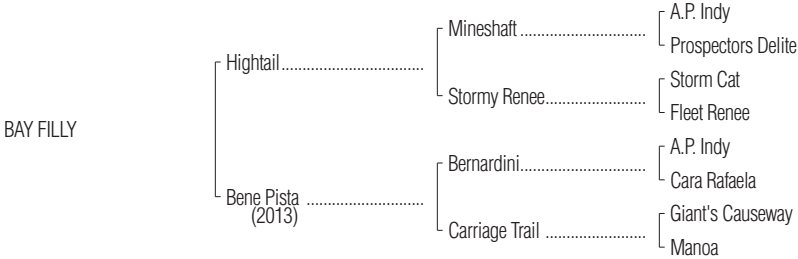 A.P. Indy
Mineshaft ..............................
Prospectors Delite
Hightail..................................
Storm Cat
Stormy Renee........................
Fleet Renee
BAY FILLY
A.P. Indy
Bernardini..............................
Cara Rafaela
Bene Pista ............................
(2013)
Giant's Causeway
Carriage Trail ........................
Manoa